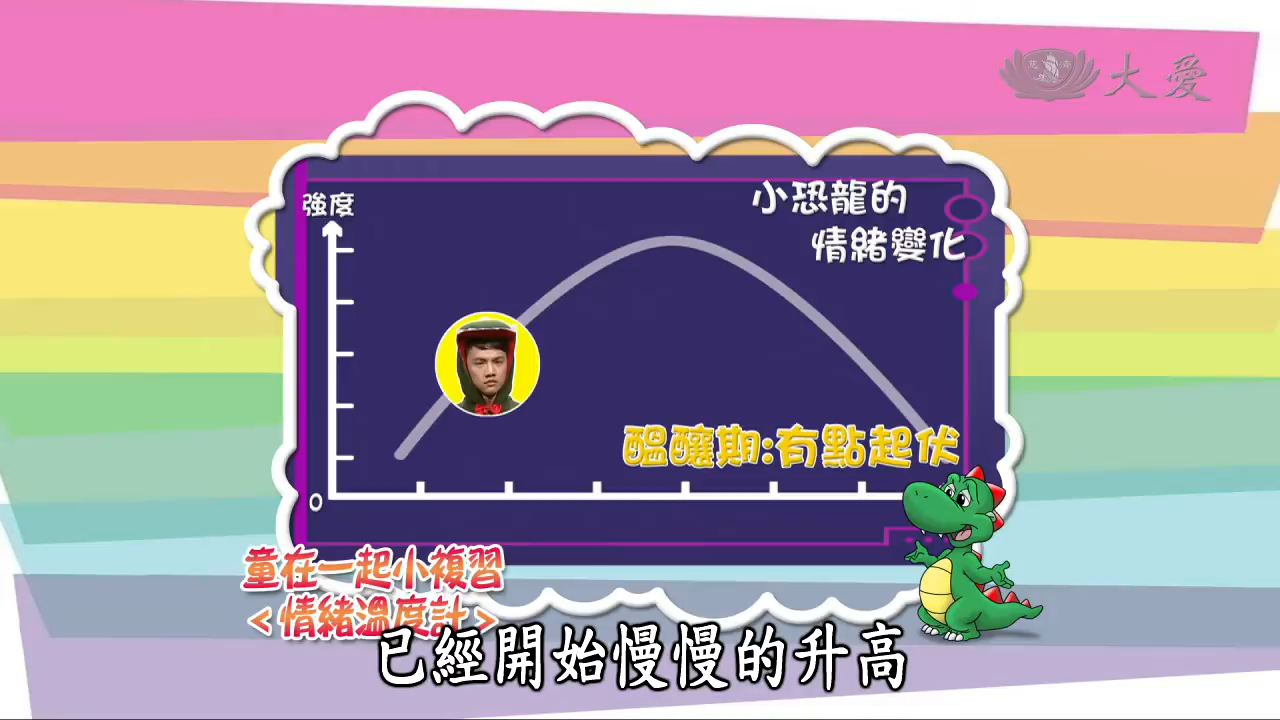 大愛
強度
小恐龍的
情緒變化
醞釀期:有點起伏
0
童在一起小複習
<情緒溫度計>
已經開始慢慢的升高